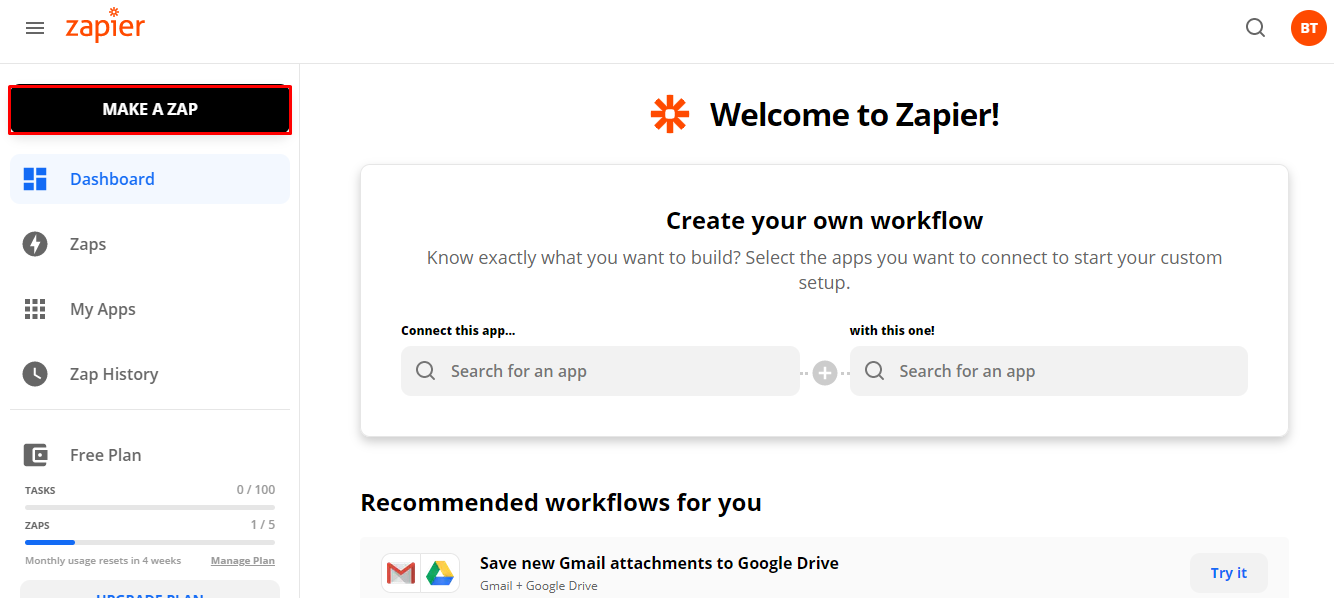 zapier
BT
MAKE A ZAP
Dashboard
Zaps
My Apps
Zap History
Free Plan
TASKS 0 / 100
ZAPS 1 / 5
Monthly usage resets in 4 weeks Manage Plan
UPGRADE PLAN
Welcome to Zapier!
Create your own workflow
Know exactly what you want to build? Select the apps you want to connect to start your custom
setup.
Connect this app...
Search for an app
with this one!
Search for an app
Recommended workflows for you
Save new Gmail attachments to Google Drive
Gmail + Google Drive
Try it